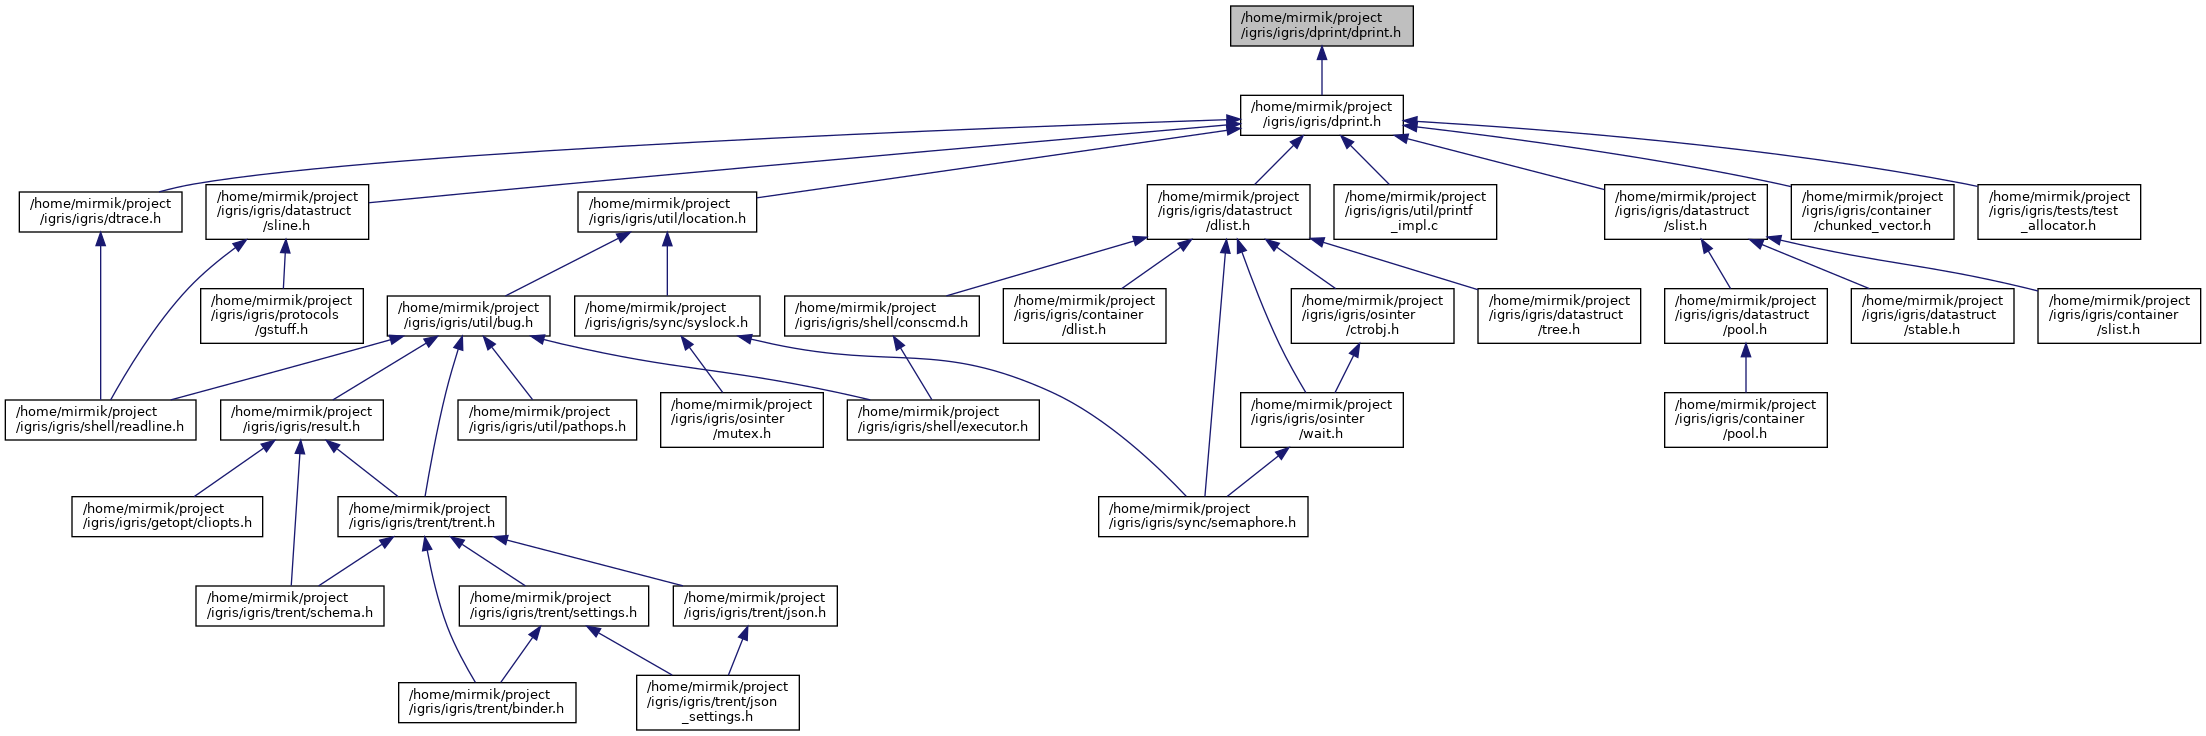 /home/mirmik/project
/igris/igris/dprint/dprint.h
/home/mirmik/project
/igris/igris/dprint.h
/home/mirmik/project
/igris/igris/dtrace.h
/home/mirmik/project
/igris/igris/datastruct
/sline.h
/home/mirmik/project
/igris/igris/util/location.h
/home/mirmik/project
/igris/igris/datastruct
/dlist.h
/home/mirmik/project
/igris/igris/util/printf
_impl.c
/home/mirmik/project
/igris/igris/datastruct
/slist.h
/home/mirmik/project
/igris/igris/container
/chunked_vector.h
/home/mirmik/project
/igris/igris/tests/test
_allocator.h
/home/mirmik/project
/igris/igris/protocols
/gstuff.h
/home/mirmik/project
/igris/igris/util/bug.h
/home/mirmik/project
/igris/igris/sync/syslock.h
/home/mirmik/project
/igris/igris/shell/conscmd.h
/home/mirmik/project
/igris/igris/container
/dlist.h
/home/mirmik/project
/igris/igris/osinter
/ctrobj.h
/home/mirmik/project
/igris/igris/datastruct
/tree.h
/home/mirmik/project
/igris/igris/datastruct
/pool.h
/home/mirmik/project
/igris/igris/datastruct
/stable.h
/home/mirmik/project
/igris/igris/container
/slist.h
/home/mirmik/project
/igris/igris/shell/readline.h
/home/mirmik/project
/igris/igris/result.h
/home/mirmik/project
/igris/igris/util/pathops.h
/home/mirmik/project
/igris/igris/osinter
/mutex.h
/home/mirmik/project
/igris/igris/shell/executor.h
/home/mirmik/project
/igris/igris/osinter
/wait.h
/home/mirmik/project
/igris/igris/container
/pool.h
/home/mirmik/project
/igris/igris/getopt/cliopts.h
/home/mirmik/project
/igris/igris/trent/trent.h
/home/mirmik/project
/igris/igris/sync/semaphore.h
/home/mirmik/project
/igris/igris/trent/schema.h
/home/mirmik/project
/igris/igris/trent/settings.h
/home/mirmik/project
/igris/igris/trent/json.h
/home/mirmik/project
/igris/igris/trent/binder.h
/home/mirmik/project
/igris/igris/trent/json
_settings.h